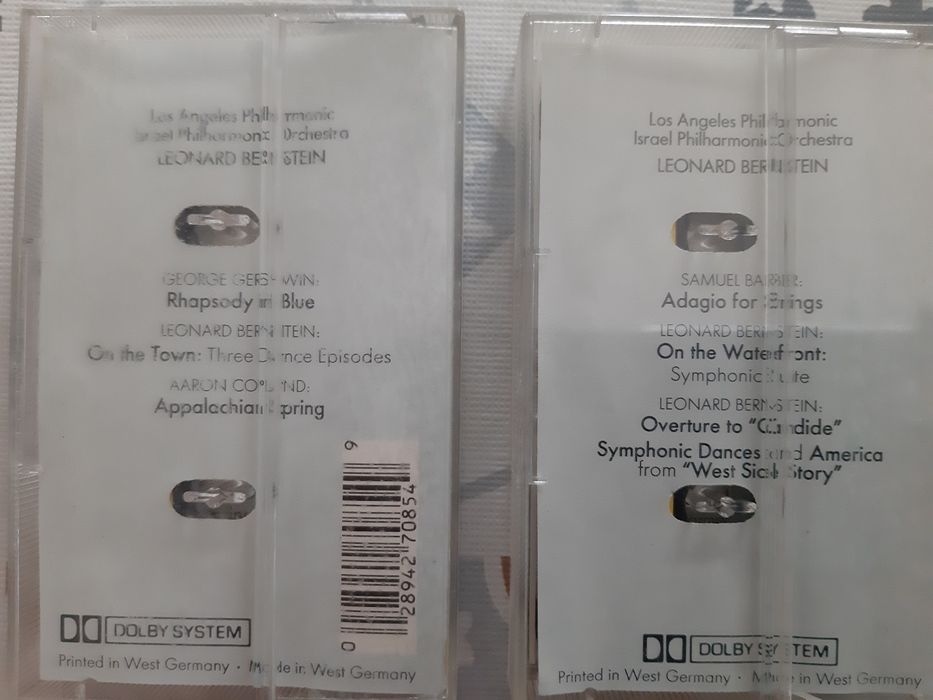 Los Angeles Philharmonic
Israel Philharmonic Orchestra
LEONARD BERNSTEIN
GEORGE GERSHWIN:
Rhapsody in Blue
LEONARD BERNSTEIN:
On the Town: Three Dance Episodes
AARON COPLAND:
Appalachian Spring
0 28942 70854 9
DOLBY SYSTEM
Printed in West Germany · Made in West Germany
Los Angeles Philharmonic
Israel Philharmonic Orchestra
LEONARD BERNSTEIN
SAMUEL BARBER:
Adagio for Strings
LEONARD BERNSTEIN:
On the Waterfront:
Symphonic Suite
LEONARD BERNSTEIN:
Overture to "Candide"
Symphonic Dances and America
from "West Side Story"
DOLBY SYSTEM
Printed in West Germany · Made in West Germany